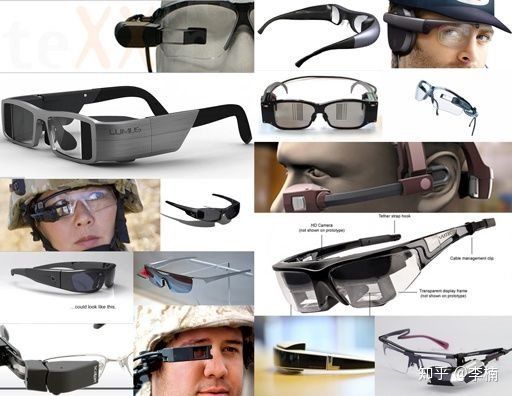 teX
LUMUS
HD Camera
(not shown on prototype)
Tether strap hook
Cable management clip
Transparent display frame
(not shown on prototype)
...could look like this.
知乎 @李楠